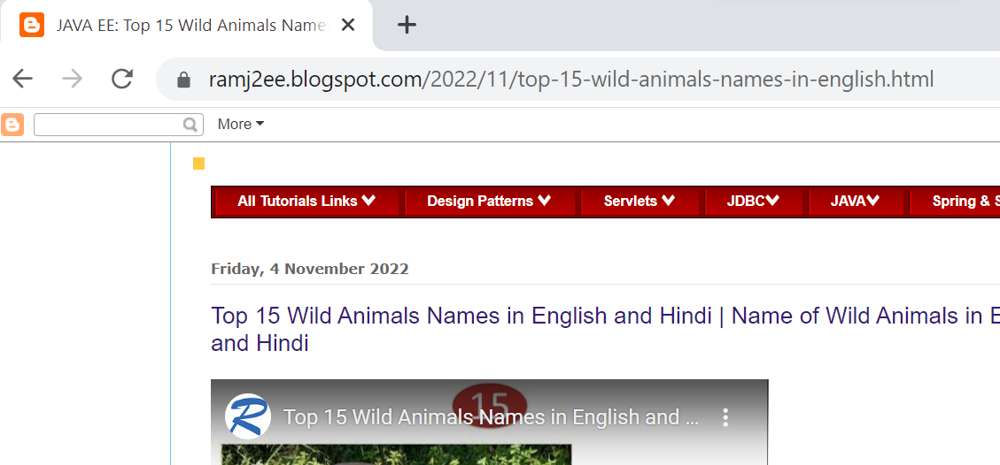 JAVA EE: Top 15 Wild Animals Name
ramj2ee.blogspot.com/2022/11/top-15-wild-animals-names-in-english.html
More
All Tutorials Links Design Patterns Servlets JDBC JAVA Spring & S
Friday, 4 November 2022
Top 15 Wild Animals Names in English and Hindi | Name of Wild Animals in E
and Hindi
15
Top 15 Wild Animals Names in English and ...